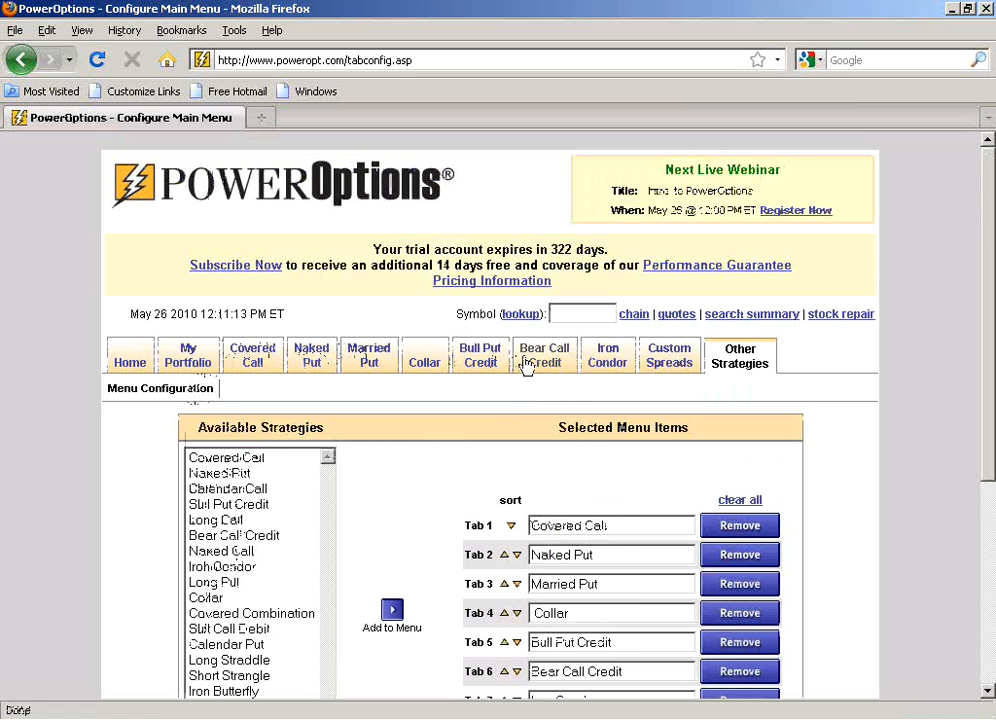 PowerOptions - Configure Main Menu - Mozilla Firefox
File Edit View History Bookmarks Tools Help
http://www.poweropt.com/tabconfig.asp
Google
Most Visited Customize Links Free Hotmail Windows
PowerOptions - Configure Main Menu
POWEROptions®
Next Live Webinar
Title: Intro to PowerOptions
When: May 26 @ 12:00 PM ET Register Now
Your trial account expires in 322 days.
Subscribe Now to receive an additional 14 days free and coverage of our Performance Guarantee
Pricing Information
May 26 2010 12:11:13 PM ET
Symbol (lookup): chain | quotes | search summary | stock repair
Home
My Portfolio
Covered Call
Naked Put
Married Put
Collar
Bull Put Credit
Bear Call Credit
Iron Condor
Custom Spreads
Other Strategies
Menu Configuration
Available Strategies
Covered Call
Naked Put
Calendar Call
Bull Put Credit
Long Call
Bear Call Credit
Naked Call
Iron Condor
Long Put
Collar
Covered Combination
Bull Call Debit
Calendar Put
Long Straddle
Short Strangle
Iron Butterfly
Add to Menu
Selected Menu Items
sort
clear all
Tab 1 Covered Call Remove
Tab 2 Naked Put Remove
Tab 3 Married Put Remove
Tab 4 Collar Remove
Tab 5 Bull Put Credit Remove
Tab 6 Bear Call Credit Remove
Done